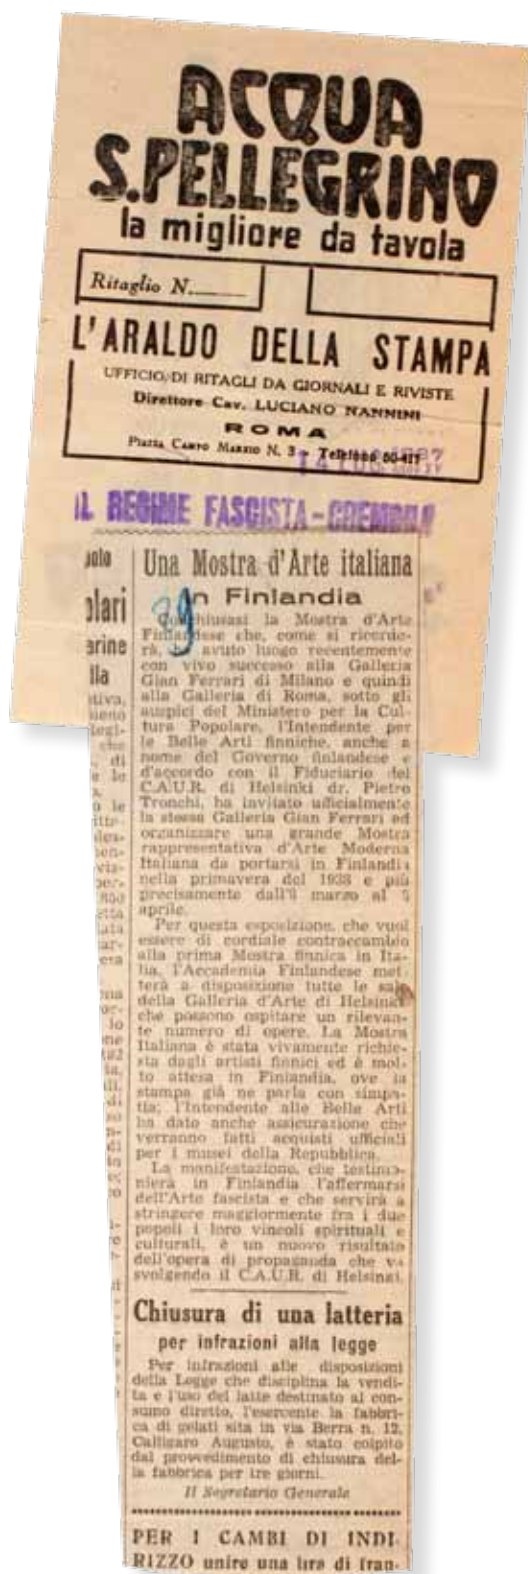 ACQUA
S.PELLEGRINO
la migliore da tavola
Ritaglio N.
L'ARALDO DELLA STAMPA
UFFICIO DI RITAGLI DA GIORNALI E RIVISTE
Direttore Cav. LUCIANO NANNINI
ROMA
Piazza Campo Marzio N. 3 - Telefono
IL REGIME FASCISTA - CREMONA
Una Mostra d'Arte italiana
in Finlandia
39
Conchiusasi la Mostra d'Arte
Finlandese che, come si ricorde-
rà, avuto luogo recentemente
con vivo successo alla Galleria
Gian Ferrari di Milano e quindi
alla Galleria di Roma, sotto gli
auspici del Ministero per la Cul-
tura Popolare, l'Intendente per
le Belle Arti finniche, anche a
nome del Governo finlandese e
d'accordo con il Fiduciario del
C.A.U.R. di Helsinki dr. Pietro
Tronchi, ha invitato ufficialmente
la stessa Galleria Gian Ferrari ed
organizzare una grande Mostra
rappresentativa d'Arte Moderna
Italiana da portarsi in Finlandia
nella primavera del 1938 e più
precisamente dall'8 marzo al 5
aprile.
Per questa esposizione, che vuol
essere di cordiale contraccambio
alla prima Mostra finnica in Ita-
lia, l'Accademia Finlandese met-
terà a disposizione tutte le sale
della Galleria d'Arte di Helsinki
che possono ospitare un rilevan-
te numero di opere. La Mostra
Italiana è stata vivamente richie-
sta dagli artisti finnici ed è mol-
to attesa in Finlandia, ove la
stampa già ne parla con simpa-
tia; l'Intendente alle Belle Arti
ha dato anche assicurazione che
verranno fatti acquisti ufficiali
per i musei della Repubblica.
La manifestazione, che testimo-
nierà in Finlandia l'affermarsi
dell'Arte fascista e che servirà a
stringere maggiormente fra i due
popoli i loro vincoli spirituali e
culturali, è un nuovo risultato
dell'opera di propaganda che va
svolgendo il C.A.U.R. di Helsinki.
Chiusura di una latteria
per infrazioni alla legge
Per infrazioni alle disposizioni
della Legge che disciplina la vendi-
ta e l'uso del latte destinato al con-
sumo diretto, l'esercente la fabbri-
ca di gelati sita in via Berra n. 12,
Calligaro Augusto, è stato colpito
dal provvedimento di chiusura del-
la fabbrica per tre giorni.
Il Segretario Generale
PER I CAMBI DI INDI-
RIZZO unire una lira di fran-